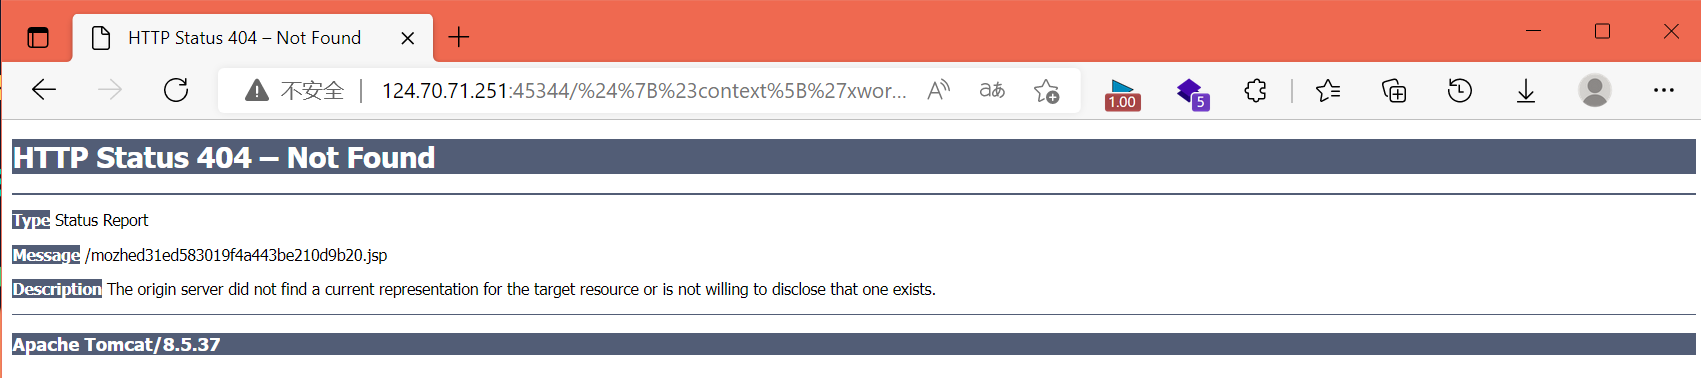 HTTP Status 404 – Not Found
不安全 124.70.71.251:45344/%24%7B%23context%5B%27xwor...
1.00
5
HTTP Status 404 – Not Found
Type Status Report
Message /mozhed31ed583019f4a443be210d9b20.jsp
Description The origin server did not find a current representation for the target resource or is not willing to disclose that one exists.
Apache Tomcat/8.5.37